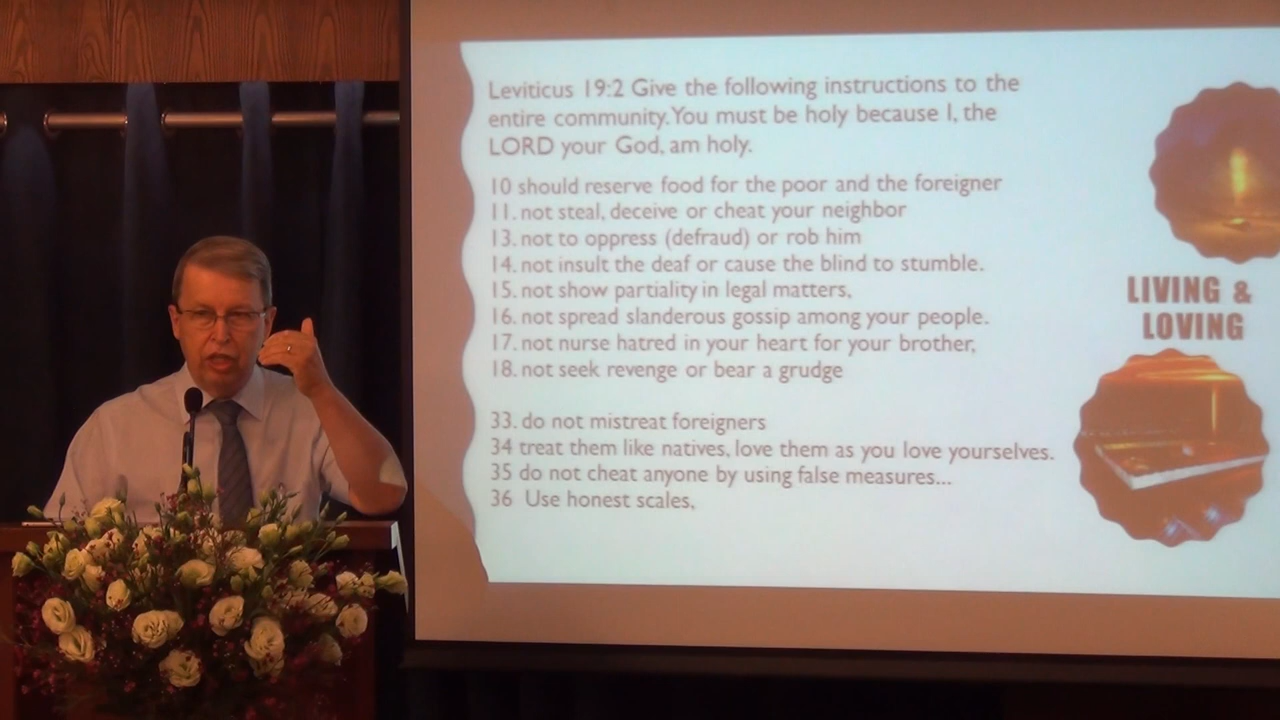 Leviticus 19:2 Give the following instructions to the
entire community. You must be holy because I, the
LORD your God, am holy.
10 should reserve food for the poor and the foreigner
11. not steal, deceive or cheat your neighbor
13. not to oppress (defraud) or rob him
14. not insult the deaf or cause the blind to stumble.
15. not show partiality in legal matters,
16. not spread slanderous gossip among your people.
17. not nurse hatred in your heart for your brother,
18. not seek revenge or bear a grudge
33. do not mistreat foreigners
34 treat them like natives, love them as you love yourselves.
35 do not cheat anyone by using false measures...
36 Use honest scales,
LIVING &
LOVING